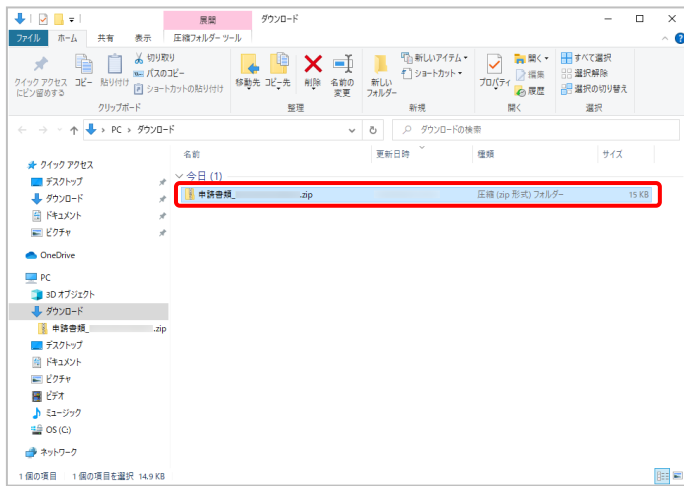 展開
ダウンロード
ファイル ホーム 共有 表示 圧縮フォルダー ツール
クイック アクセス
にピン留めする
コピー
貼り付け
切り取り
パスのコピー
ショートカットの貼り付け
クリップボード
移動先 コピー先
削除
名前の
変更
整理
新しい
フォルダー
新しいアイテム
ショートカット
新規
プロパティ
開く
編集
履歴
開く
すべて選択
選択解除
選択の切り替え
選択
PC › ダウンロード
ダウンロードの検索
名前 更新日時 種類 サイズ
今日 (1)
申請書類_ .zip 圧縮 (zip 形式) フォルダー 15 KB
クイック アクセス
デスクトップ
ダウンロード
ドキュメント
ピクチャ
OneDrive
PC
3D オブジェクト
ダウンロード
申請書類_ .zip
デスクトップ
ドキュメント
ピクチャ
ビデオ
ミュージック
OS (C:)
ネットワーク
1 個の項目 1 個の項目を選択 14.9 KB